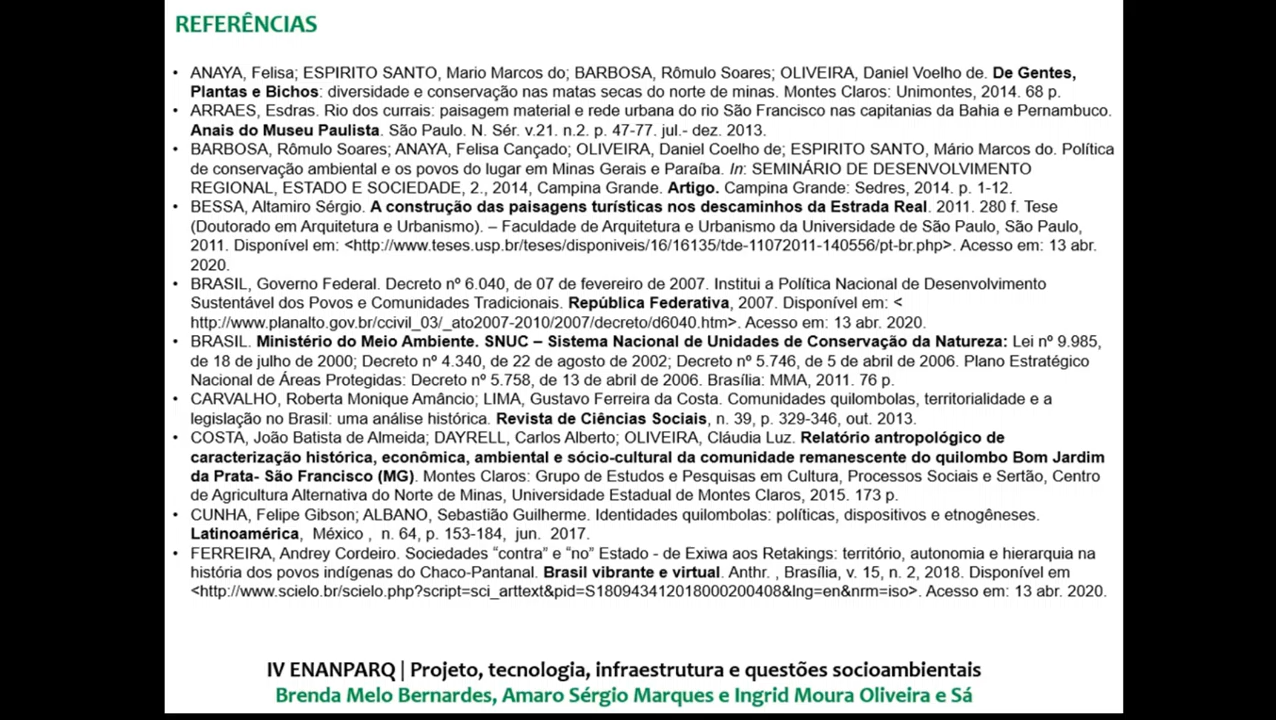 REFERÊNCIAS
• ANAYA, Felisa; ESPIRITO SANTO, Mario Marcos do; BARBOSA, Rômulo Soares; OLIVEIRA, Daniel Voelho de. De Gentes,
Plantas e Bichos: diversidade e conservação nas matas secas do norte de minas. Montes Claros: Unimontes, 2014. 68 p.
• ARRAES, Esdras. Rio dos currais: paisagem material e rede urbana do rio São Francisco nas capitanias da Bahia e Pernambuco.
Anais do Museu Paulista. São Paulo. N. Sér. v.21. n.2. p. 47-77. jul.- dez. 2013.
• BARBOSA, Rômulo Soares; ANAYA, Felisa Cançado; OLIVEIRA, Daniel Coelho de; ESPIRITO SANTO, Mário Marcos do. Política
de conservação ambiental e os povos do lugar em Minas Gerais e Paraíba. In: SEMINÁRIO DE DESENVOLVIMENTO
REGIONAL, ESTADO E SOCIEDADE, 2., 2014, Campina Grande. Artigo. Campina Grande: Sedres, 2014. p. 1-12.
• BESSA, Altamiro Sérgio. A construção das paisagens turísticas nos descaminhos da Estrada Real. 2011. 280 f. Tese
(Doutorado em Arquitetura e Urbanismo). – Faculdade de Arquitetura e Urbanismo da Universidade de São Paulo, São Paulo,
2011. Disponível em: <http://www.teses.usp.br/teses/disponiveis/16/16135/tde-11072011-140556/pt-br.php>. Acesso em: 13 abr.
2020.
• BRASIL, Governo Federal. Decreto nº 6.040, de 07 de fevereiro de 2007. Institui a Política Nacional de Desenvolvimento
Sustentável dos Povos e Comunidades Tradicionais. República Federativa, 2007. Disponível em: <
http://www.planalto.gov.br/ccivil_03/_ato2007-2010/2007/decreto/d6040.htm>. Acesso em: 13 abr. 2020.
• BRASIL. Ministério do Meio Ambiente. SNUC – Sistema Nacional de Unidades de Conservação da Natureza: Lei nº 9.985,
de 18 de julho de 2000; Decreto nº 4.340, de 22 de agosto de 2002; Decreto nº 5.746, de 5 de abril de 2006. Plano Estratégico
Nacional de Áreas Protegidas: Decreto nº 5.758, de 13 de abril de 2006. Brasília: MMA, 2011. 76 p.
• CARVALHO, Roberta Monique Amâncio; LIMA, Gustavo Ferreira da Costa. Comunidades quilombolas, territorialidade e a
legislação no Brasil: uma análise histórica. Revista de Ciências Sociais, n. 39, p. 329-346, out. 2013.
• COSTA, João Batista de Almeida; DAYRELL, Carlos Alberto; OLIVEIRA, Cláudia Luz. Relatório antropológico de
caracterização histórica, econômica, ambiental e sócio-cultural da comunidade remanescente do quilombo Bom Jardim
da Prata- São Francisco (MG). Montes Claros: Grupo de Estudos e Pesquisas em Cultura, Processos Sociais e Sertão, Centro
de Agricultura Alternativa do Norte de Minas, Universidade Estadual de Montes Claros, 2015. 173 p.
• CUNHA, Felipe Gibson; ALBANO, Sebastião Guilherme. Identidades quilombolas: políticas, dispositivos e etnogêneses.
Latinoamérica, México , n. 64, p. 153-184, jun. 2017.
• FERREIRA, Andrey Cordeiro. Sociedades “contra” e “no” Estado - de Exiwa aos Retakings: território, autonomia e hierarquia na
história dos povos indígenas do Chaco-Pantanal. Brasil vibrante e virtual. Anthr. , Brasília, v. 15, n. 2, 2018. Disponível em
<http://www.scielo.br/scielo.php?script=sci_arttext&pid=S180943412018000200408&lng=en&nrm=iso>. Acesso em: 13 abr. 2020.
IV ENANPARQ | Projeto, tecnologia, infraestrutura e questões socioambientais
Brenda Melo Bernardes, Amaro Sérgio Marques e Ingrid Moura Oliveira e Sá